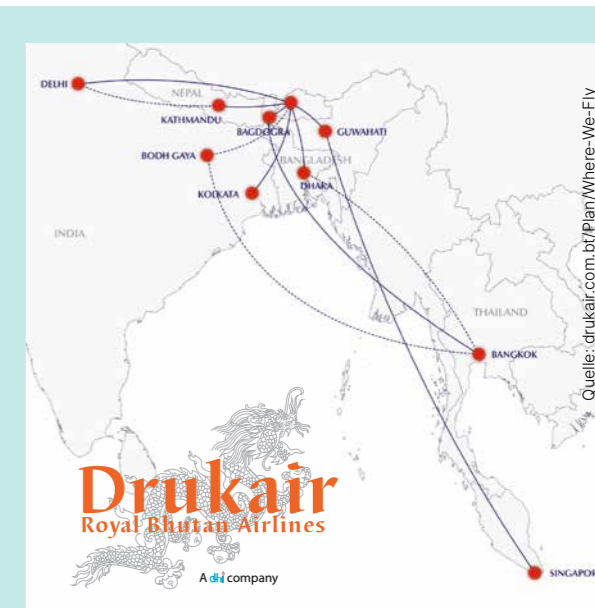 DELHI
NEPAL
KATHMANDU
BAGDOGRA
GUWAHATI
BODH GAYA
BANGLADESH
DHAKA
KOLKATA
INDIA
THAILAND
BANGKOK
SINGAPOR
Drukair
Royal Bhutan Airlines
A dhi company
Quelle: drukair.com.bt/Plan/Where-We-Fly